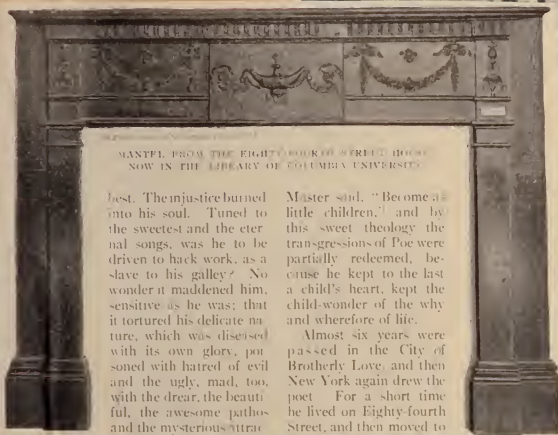 MANTEL FROM THE EIGHTY-FOURTH STREET HOUSE
NOW IN THE LIBRARY OF COLUMBIA UNIVERSITY
best. The injustice burned
into his soul. Tuned to
the sweetest and the eter
nal songs, was he to be
driven to hack work, as a
slave to his galley? No
wonder it maddened him,
sensitive as he was; that
it tortured his delicate na
ture, which was diseased
with its own glory, poi
soned with hatred of evil
and the ugly, mad, too,
with the drear, the beauti
ful, the awesome pathos
and the mysterious attrac
Master said, "Become as
little children," and by
this sweet theology the
transgressions of Poe were
partially redeemed, be-
cause he kept to the last
a child's heart, kept the
child-wonder of the why
and wherefore of life.
Almost six years were
passed in the City of
Brotherly Love, and then
New York again drew the
poet For a short time
he lived on Eighty-fourth
Street, and then moved to